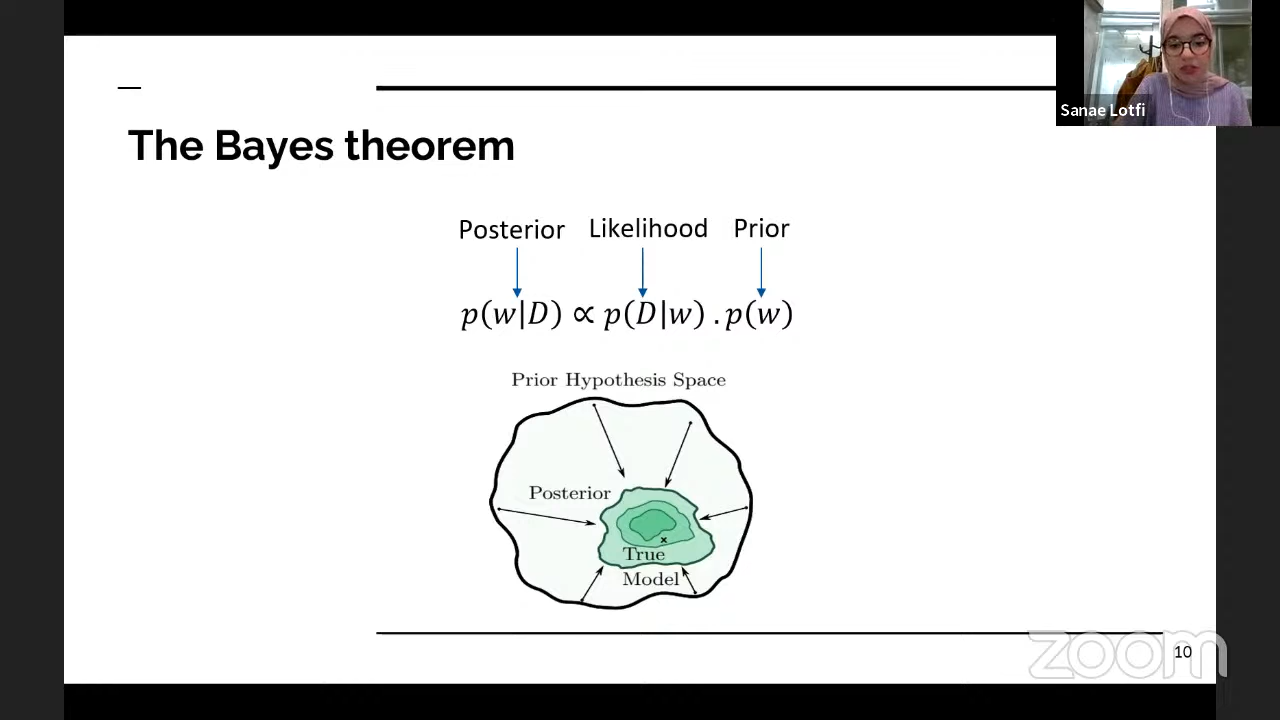 Sanae Lotfi
The Bayes theorem
Posterior Likelihood Prior
p(w|D) ∝ p(D|w) . p(w)
Prior Hypothesis Space
Posterior
True
Model
zoom
10